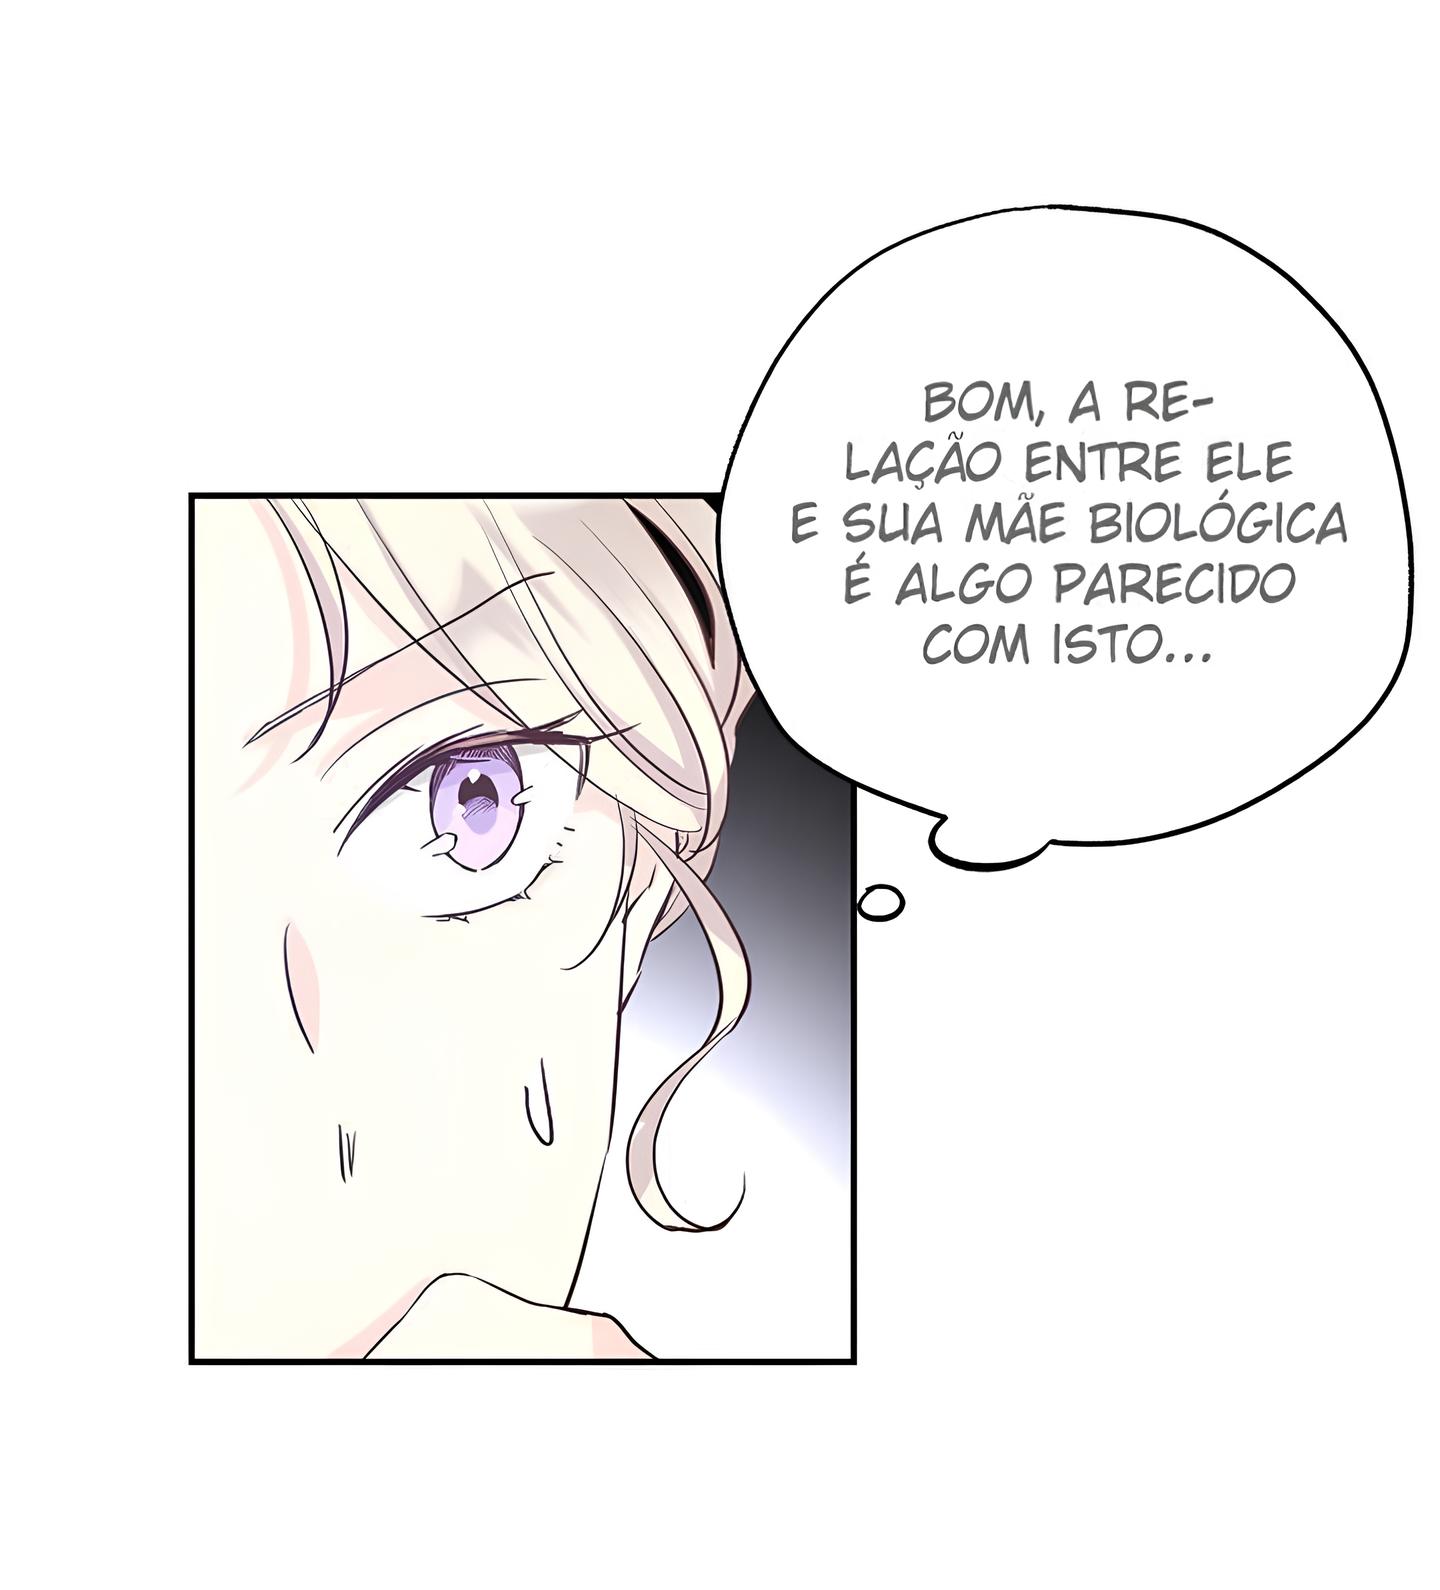 BOM, A RE-
LAÇÃO ENTRE ELE
E SUA MÃE BIOLÓGICA
É ALGO PARECIDO
COM ISTO...